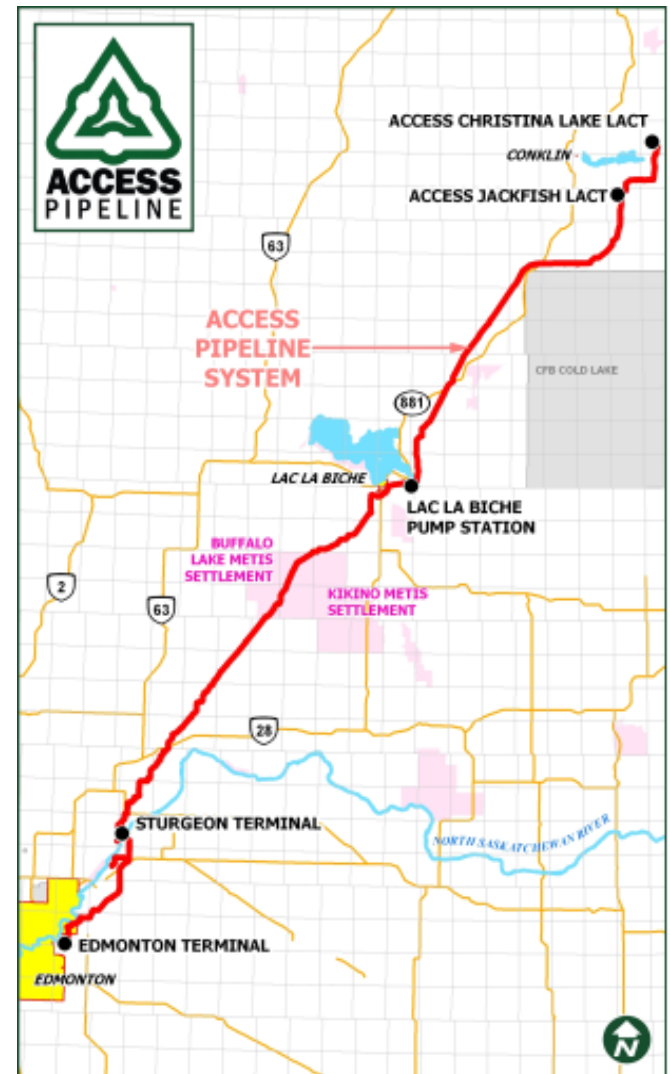 ACCESS
PIPELINE
ACCESS CHRISTINA LAKE LACT
CONKLIN
ACCESS JACKFISH LACT
63
ACCESS
PIPELINE
SYSTEM
CFB COLD LAKE
881
LAC LA BICHE
LAC LA BICHE
PUMP STATION
BUFFALO
LAKE METIS
SETTLEMENT
2
KIKINO METIS
SETTLEMENT
63
28
STURGEON TERMINAL
NORTH SASKATCHEWAN RIVER
EDMONTON TERMINAL
EDMONTON
N